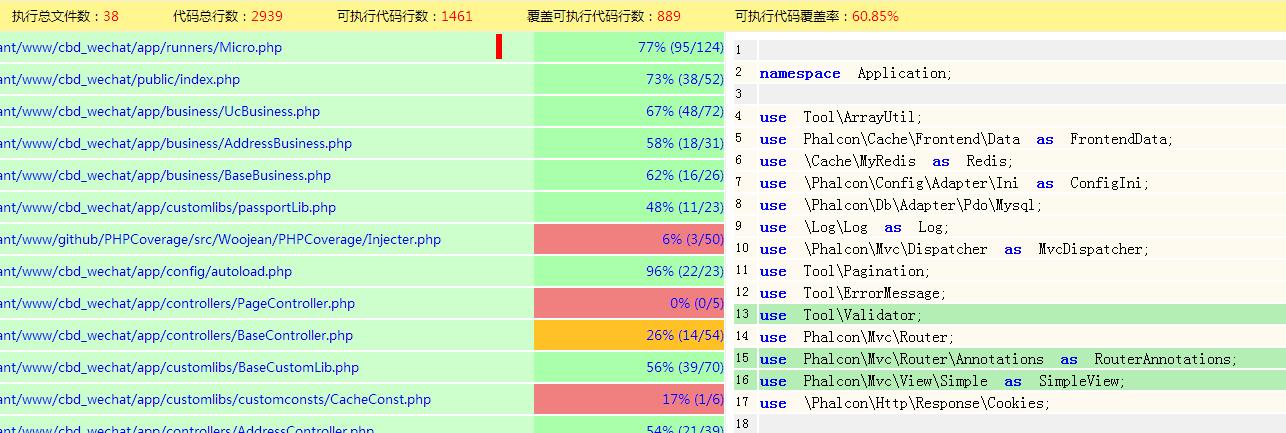 执行总文件数：38 代码总行数：2939 可执行代码行数：1461 覆盖可执行代码行数：889 可执行代码覆盖率：60.85%
ant/www/cbd_wechat/app/runners/Micro.php 77% (95/124)
ant/www/cbd_wechat/public/index.php 73% (38/52)
ant/www/cbd_wechat/app/business/UcBusiness.php 67% (48/72)
ant/www/cbd_wechat/app/business/AddressBusiness.php 58% (18/31)
ant/www/cbd_wechat/app/business/BaseBusiness.php 62% (16/26)
ant/www/cbd_wechat/app/customlibs/passportLib.php 48% (11/23)
ant/www/github/PHPCoverage/src/Woojean/PHPCoverage/Injecter.php 6% (3/50)
ant/www/cbd_wechat/app/config/autoload.php 96% (22/23)
ant/www/cbd_wechat/app/controllers/PageController.php 0% (0/5)
ant/www/cbd_wechat/app/controllers/BaseController.php 26% (14/54)
ant/www/cbd_wechat/app/customlibs/BaseCustomLib.php 56% (39/70)
ant/www/cbd_wechat/app/customlibs/customconsts/CacheConst.php 17% (1/6)
ant/www/cbd_wechat/app/controllers/AddressController.php 54% (21/39)
1
2 namespace Application;
3
4 use Tool\ArrayUtil;
5 use Phalcon\Cache\Frontend\Data as FrontendData;
6 use \Cache\MyRedis as Redis;
7 use \Phalcon\Config\Adapter\Ini as ConfigIni;
8 use \Phalcon\Db\Adapter\Pdo\Mysql;
9 use \Log\Log as Log;
10 use \Phalcon\Mvc\Dispatcher as MvcDispatcher;
11 use Tool\Pagination;
12 use Tool\ErrorMessage;
13 use Tool\Validator;
14 use Phalcon\Mvc\Router;
15 use Phalcon\Mvc\Router\Annotations as RouterAnnotations;
16 use Phalcon\Mvc\View\Simple as SimpleView;
17 use \Phalcon\Http\Response\Cookies;
18